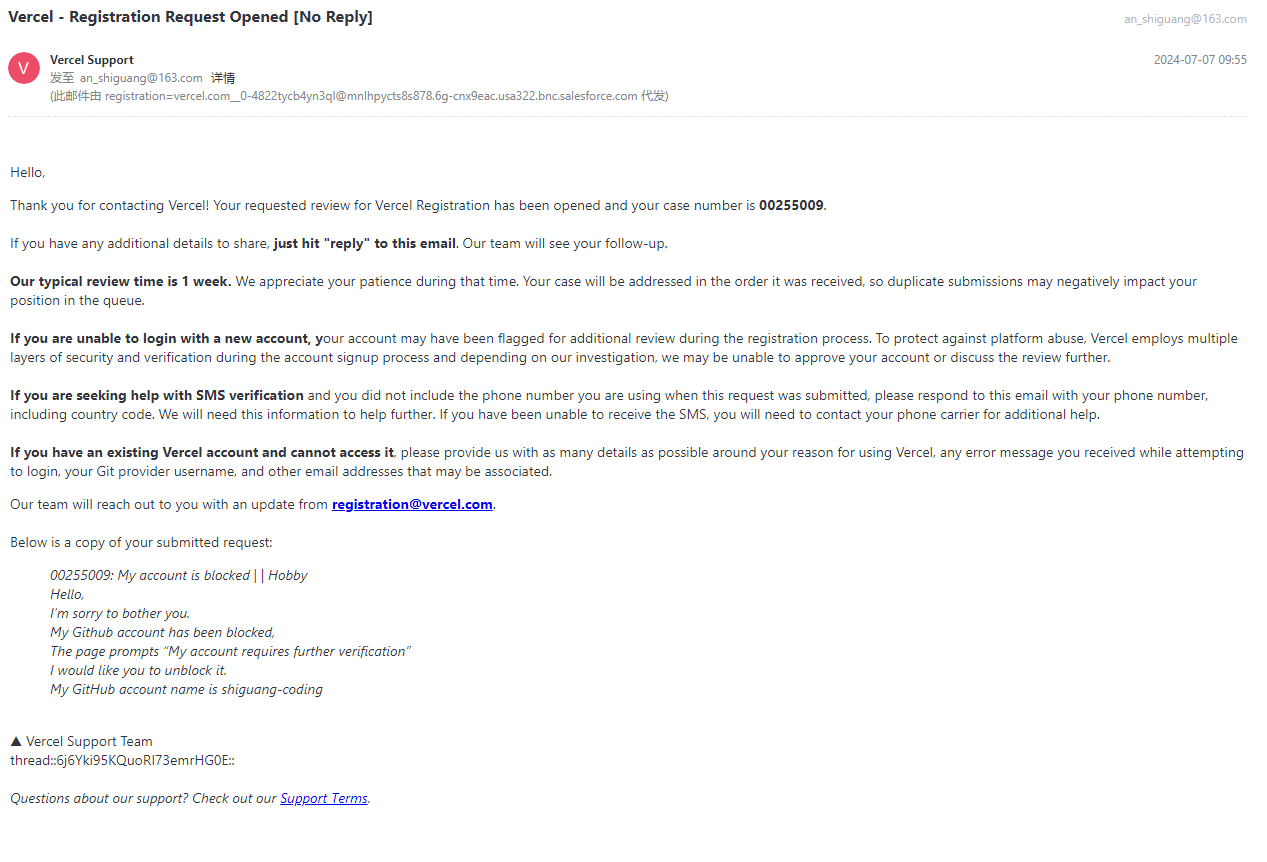 Vercel - Registration Request Opened [No Reply]
an_shiguang@163.com
V
Vercel Support
2024-07-07 09:55
发至 an_shiguang@163.com 详情
(此邮件由 registration=vercel.com__0-4822tycb4yn3ql@mnlhpycts8s878.6g-cnx9eac.usa322.bnc.salesforce.com 代发)
Hello,
Thank you for contacting Vercel! Your requested review for Vercel Registration has been opened and your case number is 00255009.
If you have any additional details to share, just hit "reply" to this email. Our team will see your follow-up.
Our typical review time is 1 week. We appreciate your patience during that time. Your case will be addressed in the order it was received, so duplicate submissions may negatively impact your
position in the queue.
If you are unable to login with a new account, your account may have been flagged for additional review during the registration process. To protect against platform abuse, Vercel employs multiple
layers of security and verification during the account signup process and depending on our investigation, we may be unable to approve your account or discuss the review further.
If you are seeking help with SMS verification and you did not include the phone number you are using when this request was submitted, please respond to this email with your phone number,
including country code. We will need this information to help further. If you have been unable to receive the SMS, you will need to contact your phone carrier for additional help.
If you have an existing Vercel account and cannot access it, please provide us with as many details as possible around your reason for using Vercel, any error message you received while attempting
to login, your Git provider username, and other email addresses that may be associated.
Our team will reach out to you with an update from registration@vercel.com.
Below is a copy of your submitted request:
00255009: My account is blocked | | Hobby
Hello,
I'm sorry to bother you.
My Github account has been blocked,
The page prompts “My account requires further verification”
I would like you to unblock it.
My GitHub account name is shiguang-coding
▲ Vercel Support Team
thread::6j6Yki95KQuoRI73emrHG0E::
Questions about our support? Check out our Support Terms.